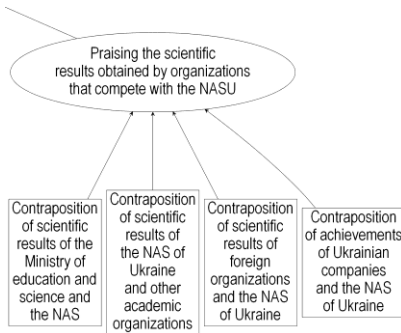 Praising the scientific
results obtained by organizations
that compete with the NASU
Contraposition
of scientific
results of the
Ministry of
education and
science and
the NAS
Contraposition
of scientific
results of
the NAS of
Ukraine
and other
academic
organizations
Contraposition
of scientific
results of
foreign
organizations
and the NAS
of Ukraine
Contraposition
of achievements
of Ukrainian
companies
and the NAS
of Ukraine